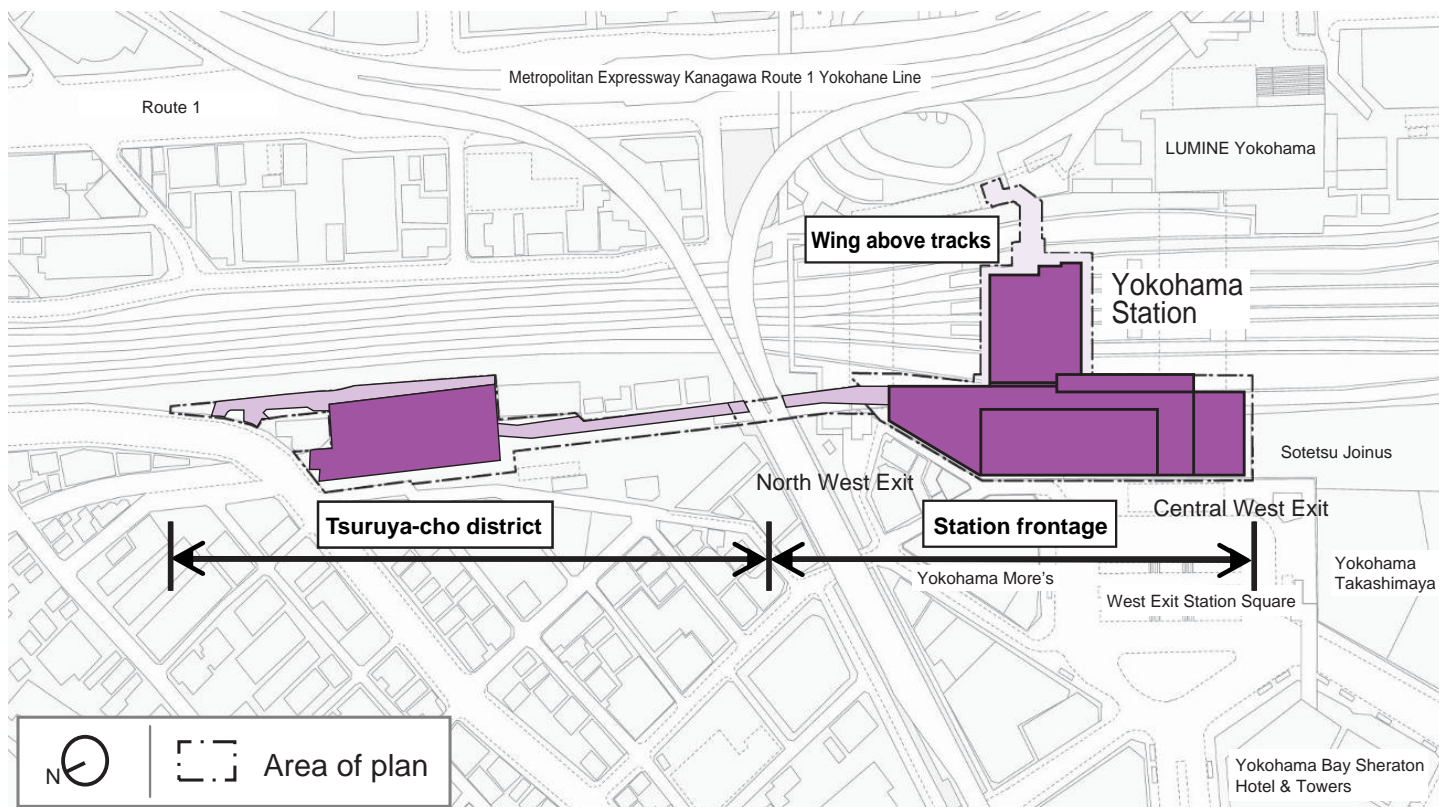 Metropolitan Expressway Kanagawa Route 1 Yokohane Line
Route 1
LUMINE Yokohama
Wing above tracks
Yokohama
Station
Sotetsu Joinus
North West Exit
Central West Exit
Tsuruya-cho district
Station frontage
Yokohama More's
Yokohama
Takashimaya
West Exit Station Square
N
Area of plan
Yokohama Bay Sheraton
Hotel & Towers